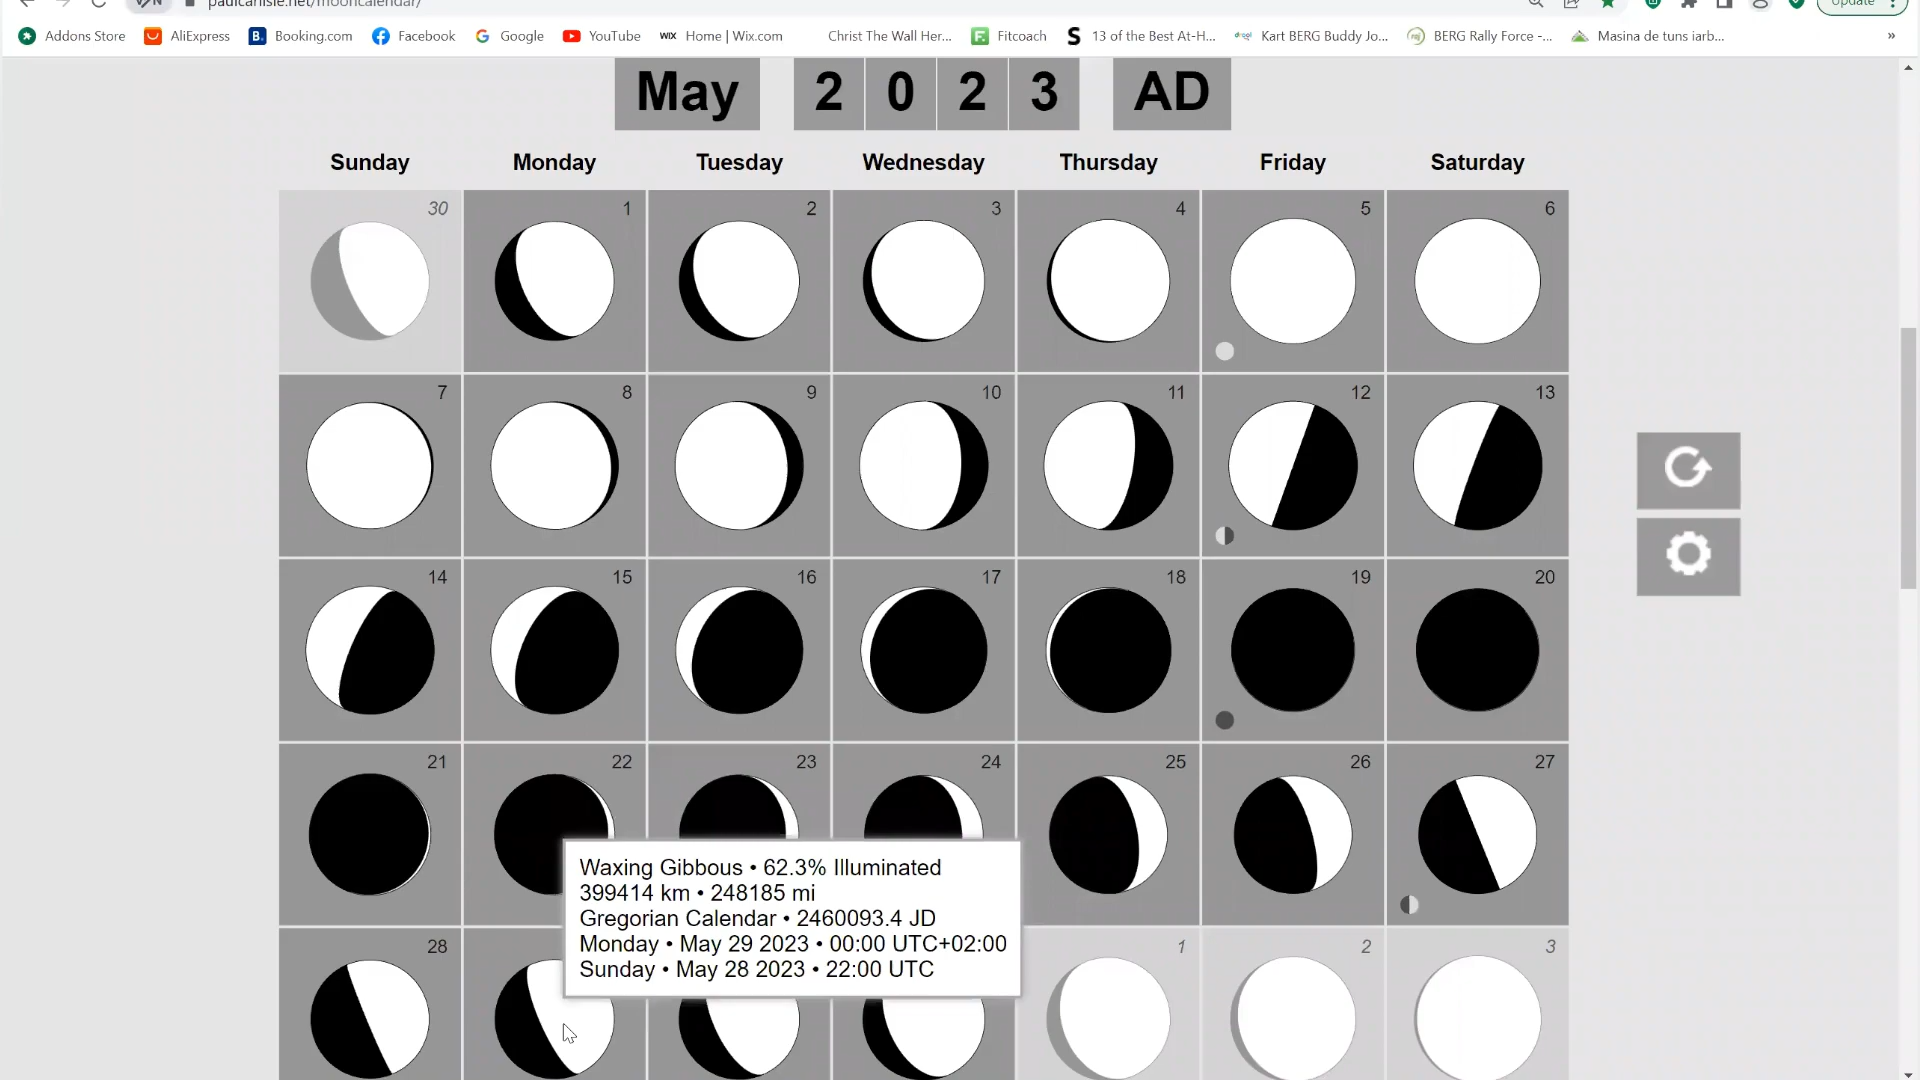 paulcarlisle.net/mooncalendar/
Update
Addons Store
AliExpress
B. Booking.com
Facebook
Google
YouTube
WIX Home | Wix.com
Christ The Wall Her...
Fitcoach
S 13 of the Best At-H...
Kart BERG Buddy Jo...
BERG Rally Force -...
Masina de tuns iarb...
»
May 2 0 2 3 AD
Sunday Monday Tuesday Wednesday Thursday Friday Saturday
30 1 2 3 4 5 6
7 8 9 10 11 12 13
14 15 16 17 18 19 20
21 22 23 24 25 26 27
Waxing Gibbous • 62.3% Illuminated
399414 km • 248185 mi
Gregorian Calendar • 2460093.4 JD
Monday • May 29 2023 • 00:00 UTC+02:00
Sunday • May 28 2023 • 22:00 UTC
28 1 2 3